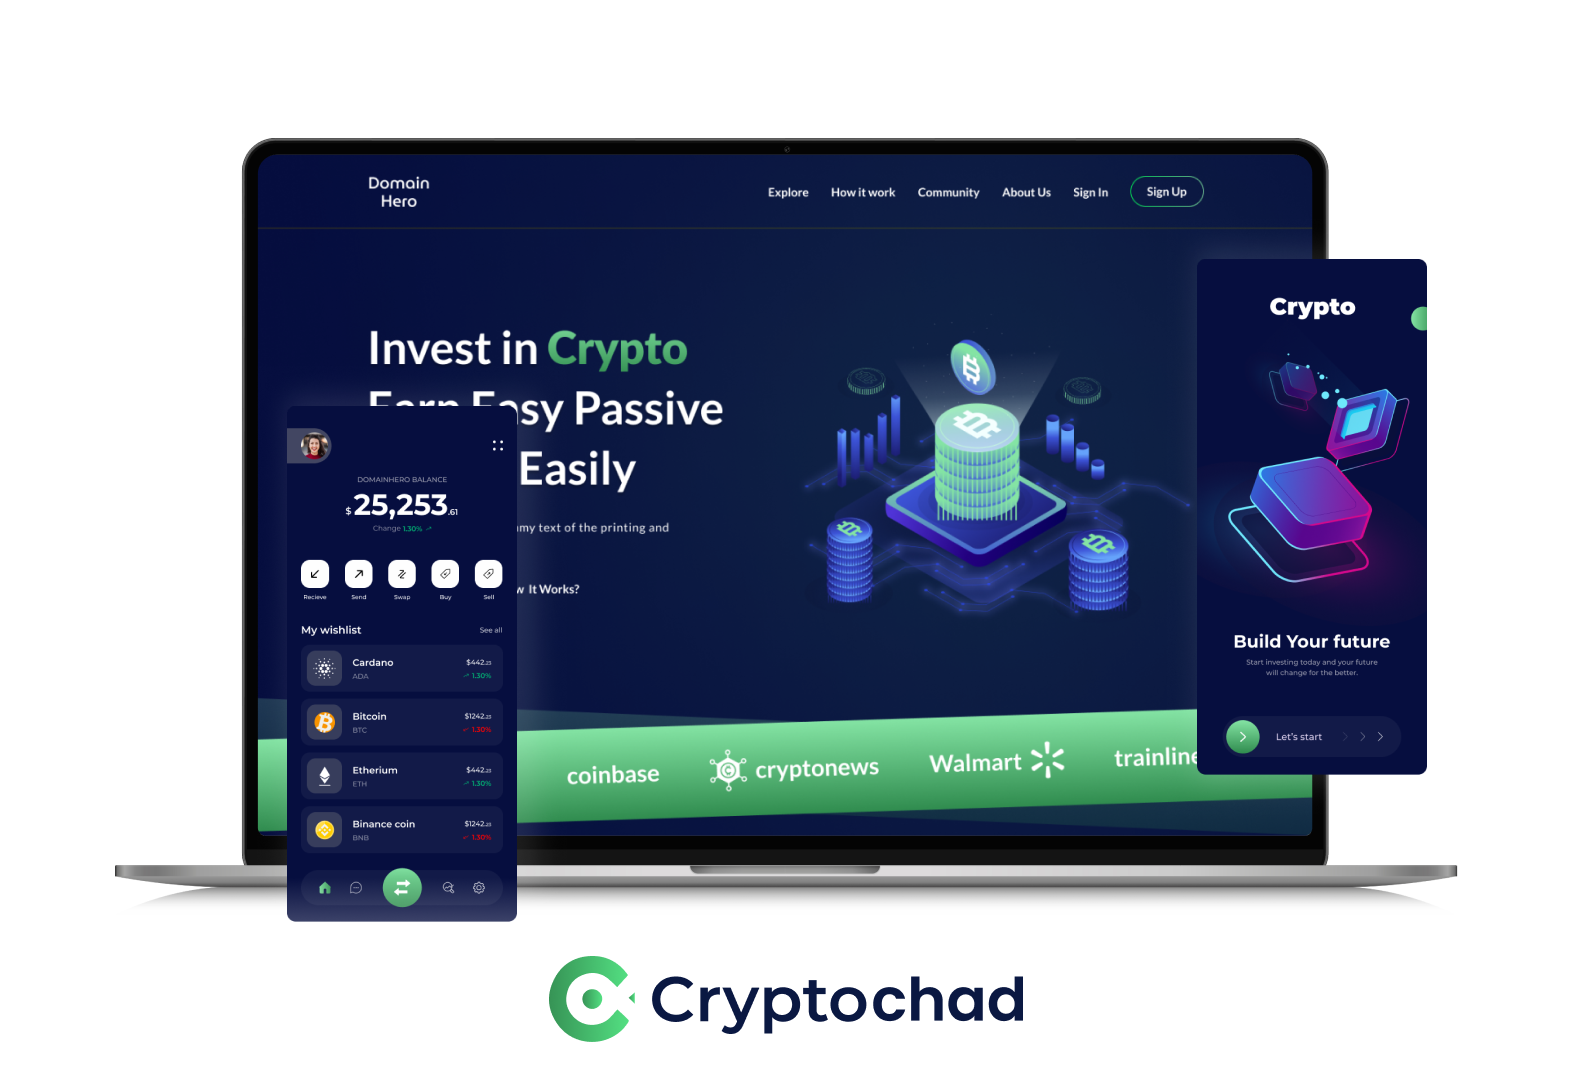 Domain
Hero
Explore
How it work
Community
About Us
Sign In
Sign Up
Invest in Crypto
Easy Passive
Easily
my text of the printing and
It Works?
coinbase
cryptonews
Walmart
trainline
DOMAINHERO BALANCE
$25,253.61
Change 1.30%
Recieve
Send
Swap
Buy
Sell
My wishlist
See all
Cardano
$442.23
ADA
1.30%
Bitcoin
$1242.23
BTC
1.30%
Etherium
$442.23
ETH
1.30%
Binance coin
$1242.23
BNB
1.30%
Crypto
Build Your future
Start investing today and your future
will change for the better.
Let's start
Cryptochad